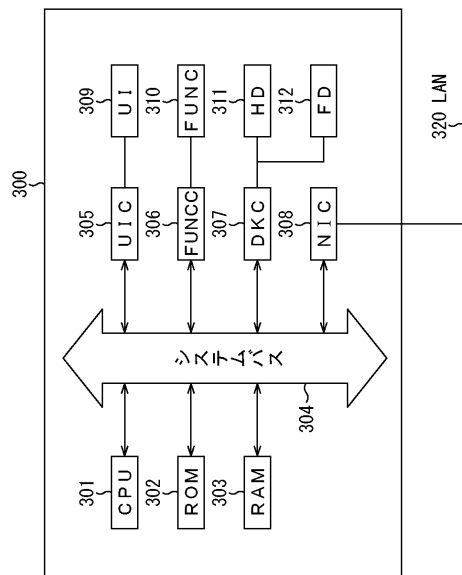 300
301 CPU
302 ROM
303 RAM
システムバス
304
305 UIC
306 FUNCC
307 DKC
308 NIC
309 UI
310 FUNC
311 HD
312 FD
320 LAN